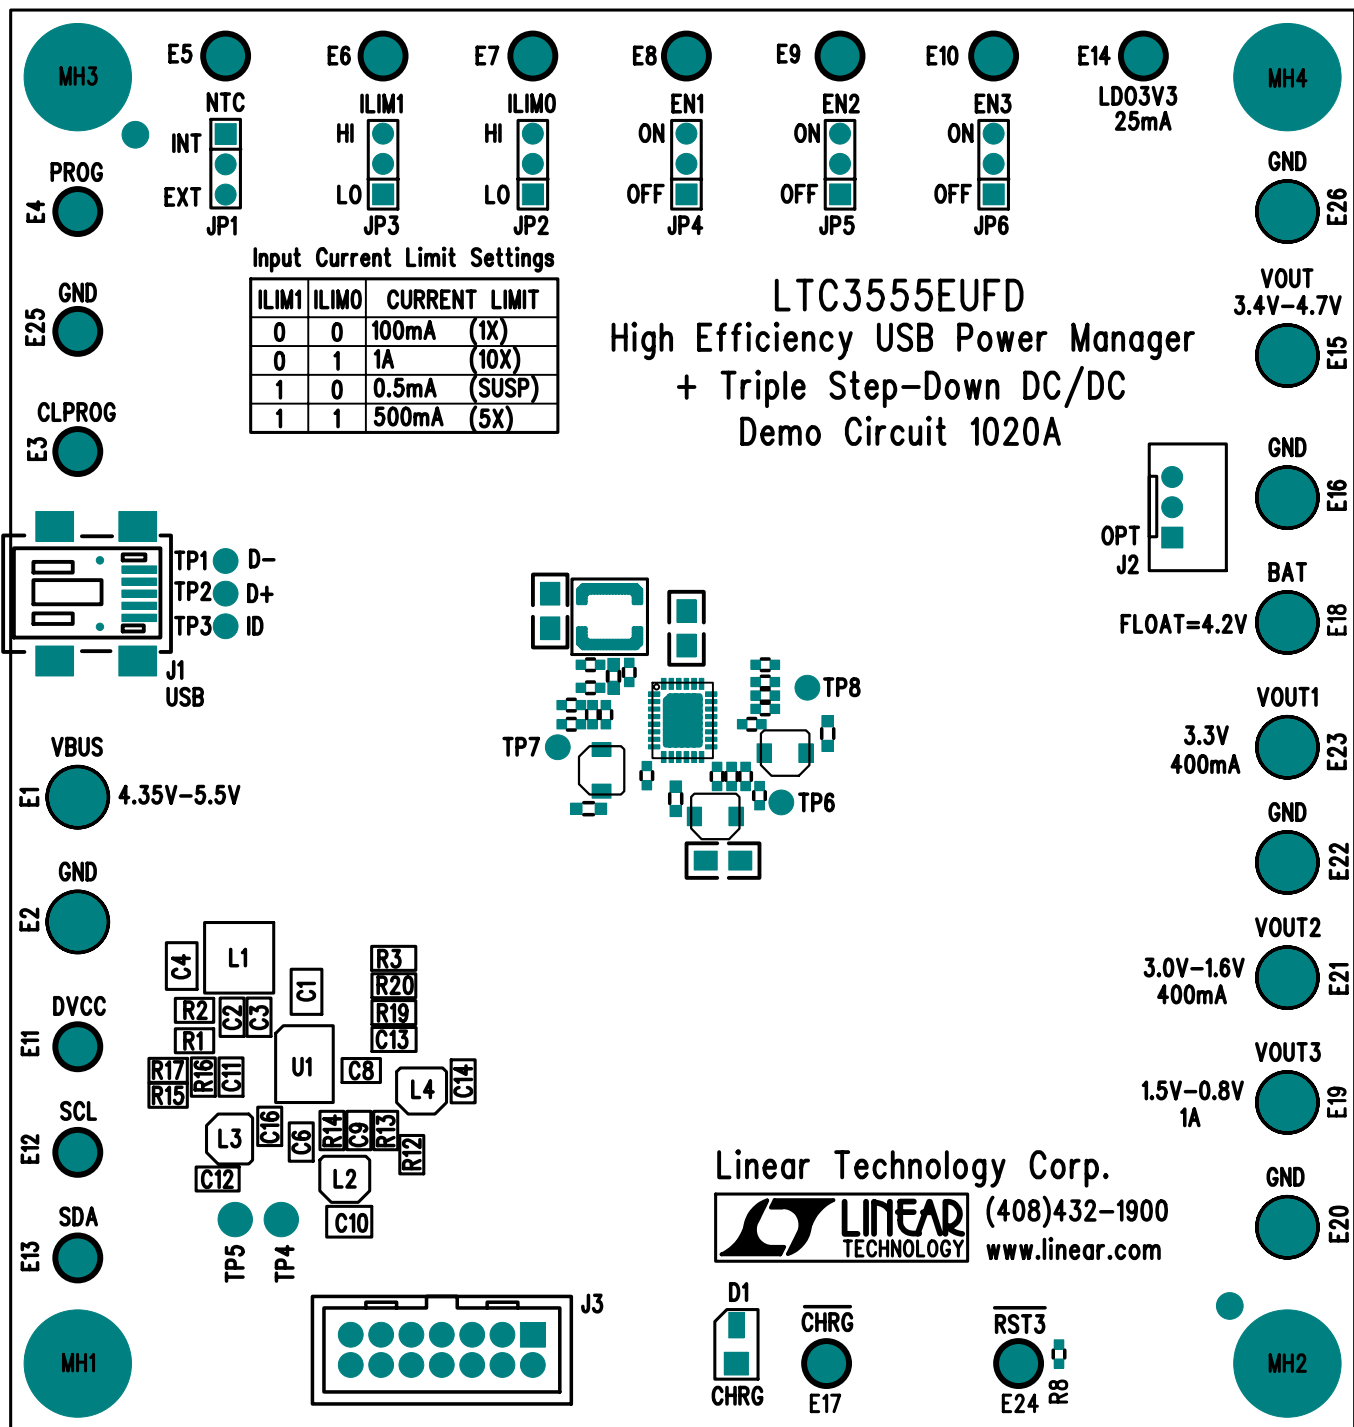 MH3
E5
E6
E7
E8
E9
E10
E14
MH4
NTC
ILIM1
ILIM0
EN1
EN2
EN3
LDO3V3
25mA
INT
EXT
HI
LO
HI
LO
ON
OFF
ON
OFF
ON
OFF
JP1
JP3
JP2
JP4
JP5
JP6
PROG
E4
GND
E25
CLPROG
E3
Input Current Limit Settings
ILIM1 ILIM0 CURRENT LIMIT
0 0 100mA (1X)
0 1 1A (10X)
1 0 0.5mA (SUSP)
1 1 500mA (5X)
LTC3555EUFD
High Efficiency USB Power Manager
+ Triple Step-Down DC/DC
Demo Circuit 1020A
GND
E26
VOUT
3.4V-4.7V
E15
GND
E16
OPT
J2
BAT
FLOAT=4.2V
E18
TP1 D-
TP2 D+
TP3 ID
J1
USB
VBUS
E1
4.35V-5.5V
GND
E2
TP8
TP7
TP6
VOUT1
3.3V
400mA
E23
GND
E22
VOUT2
3.0V-1.6V
400mA
E21
VOUT3
1.5V-0.8V
1A
E19
GND
E20
DVCC
E11
SCL
E12
SDA
E13
C4
L1
C1
R3
R20
R19
C13
R2
C2
C3
R1
U1
R17
R15
R16
C11
C8
L4
C14
L3
C16
C6
R14
C9
R13
R12
C12
L2
C10
TP5
TP4
Linear Technology Corp.
LINEAR
TECHNOLOGY
(408)432-1900
www.linear.com
J3
D1
CHRG
CHRG
E17
RST3
E24
R8
MH1
MH2